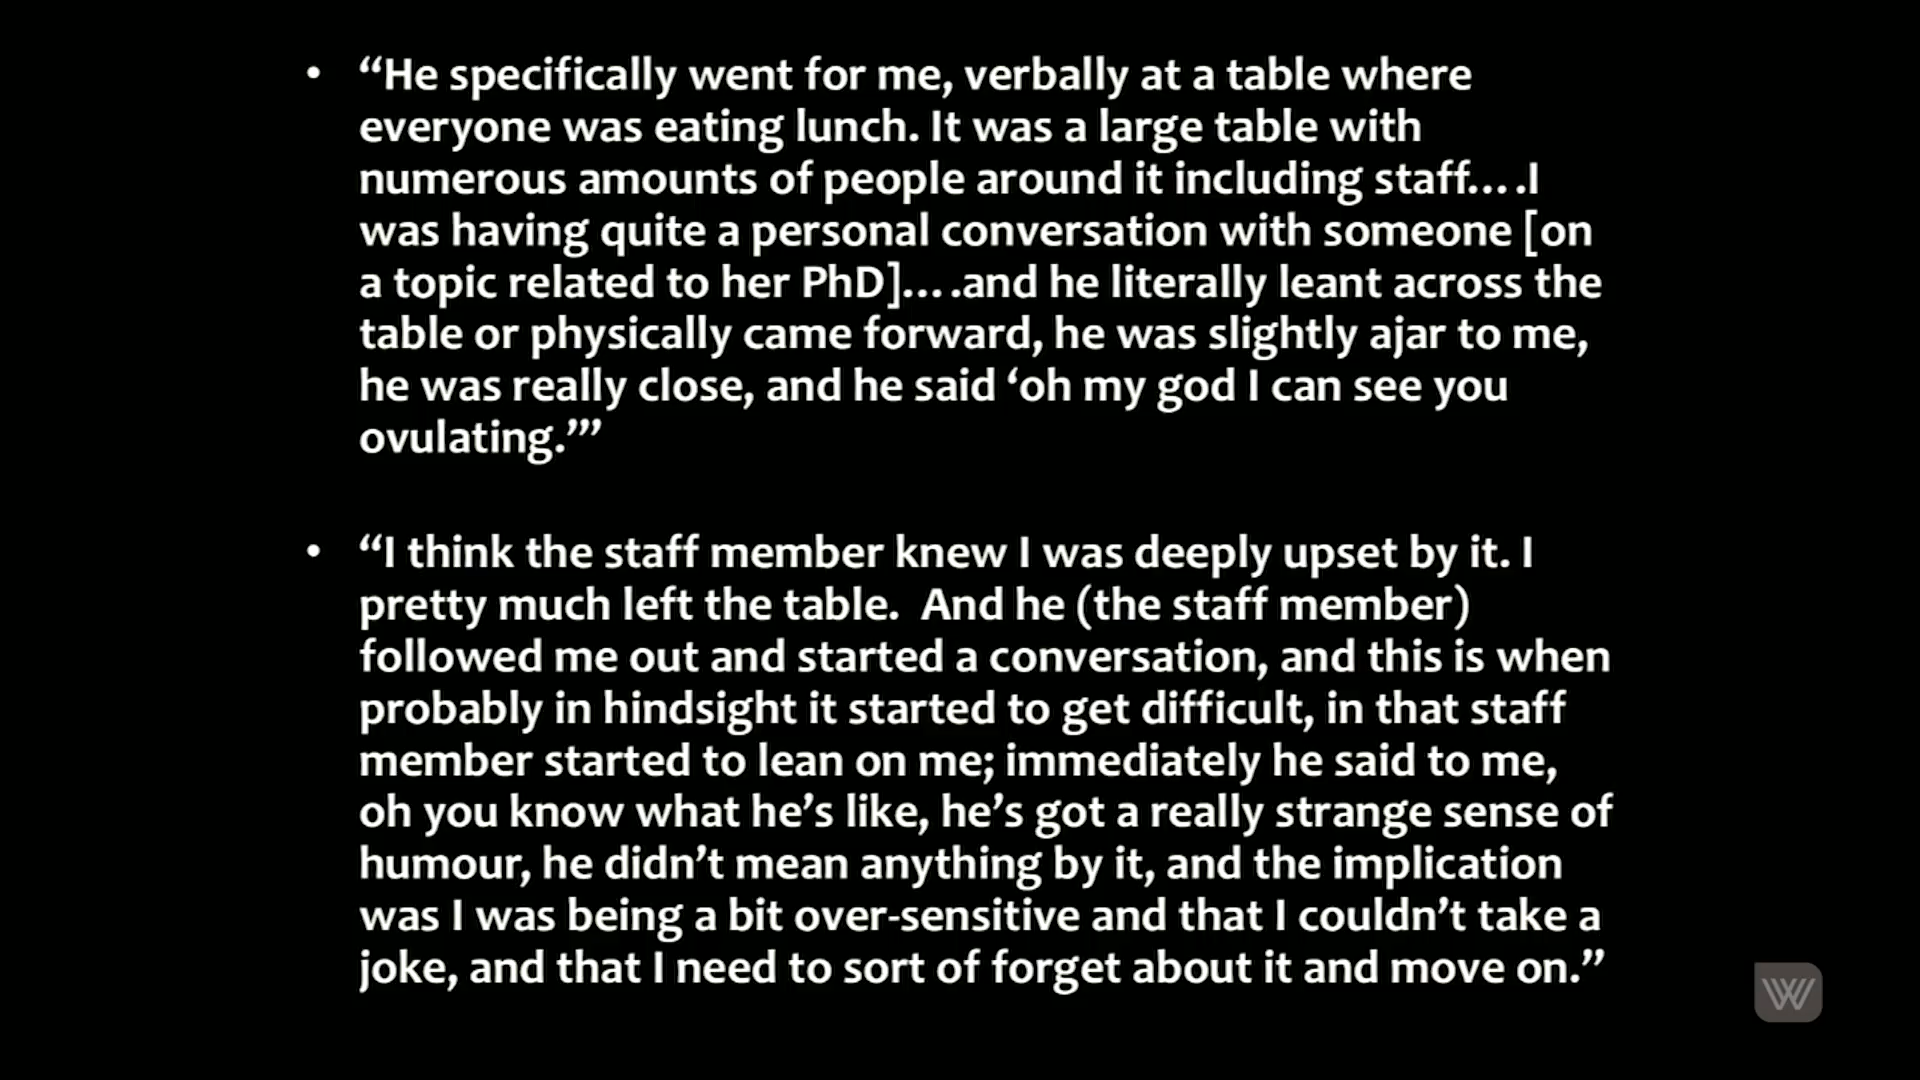 • “He specifically went for me, verbally at a table where
everyone was eating lunch. It was a large table with
numerous amounts of people around it including staff….I
was having quite a personal conversation with someone [on
a topic related to her PhD]….and he literally leant across the
table or physically came forward, he was slightly ajar to me,
he was really close, and he said ‘oh my god I can see you
ovulating.’”
• “I think the staff member knew I was deeply upset by it. I
pretty much left the table.  And he (the staff member)
followed me out and started a conversation, and this is when
probably in hindsight it started to get difficult, in that staff
member started to lean on me; immediately he said to me,
oh you know what he’s like, he’s got a really strange sense of
humour, he didn’t mean anything by it, and the implication
was I was being a bit over-sensitive and that I couldn’t take a
joke, and that I need to sort of forget about it and move on.”
W